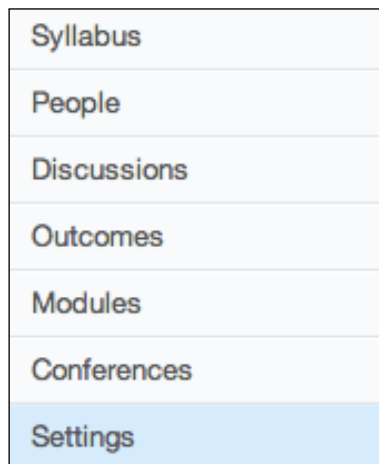 Syllabus
People
Discussions
Outcomes
Modules
Conferences
Settings